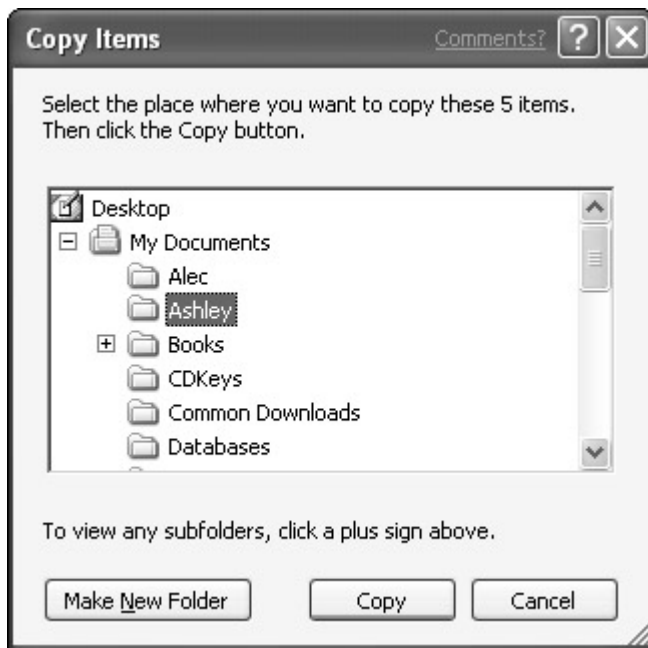 Copy Items Comments? ?
Select the place where you want to copy these 5 items.
Then click the Copy button.
Desktop
My Documents
Alec
Ashley
Books
CDKeys
Common Downloads
Databases
To view any subfolders, click a plus sign above.
Make New Folder Copy Cancel